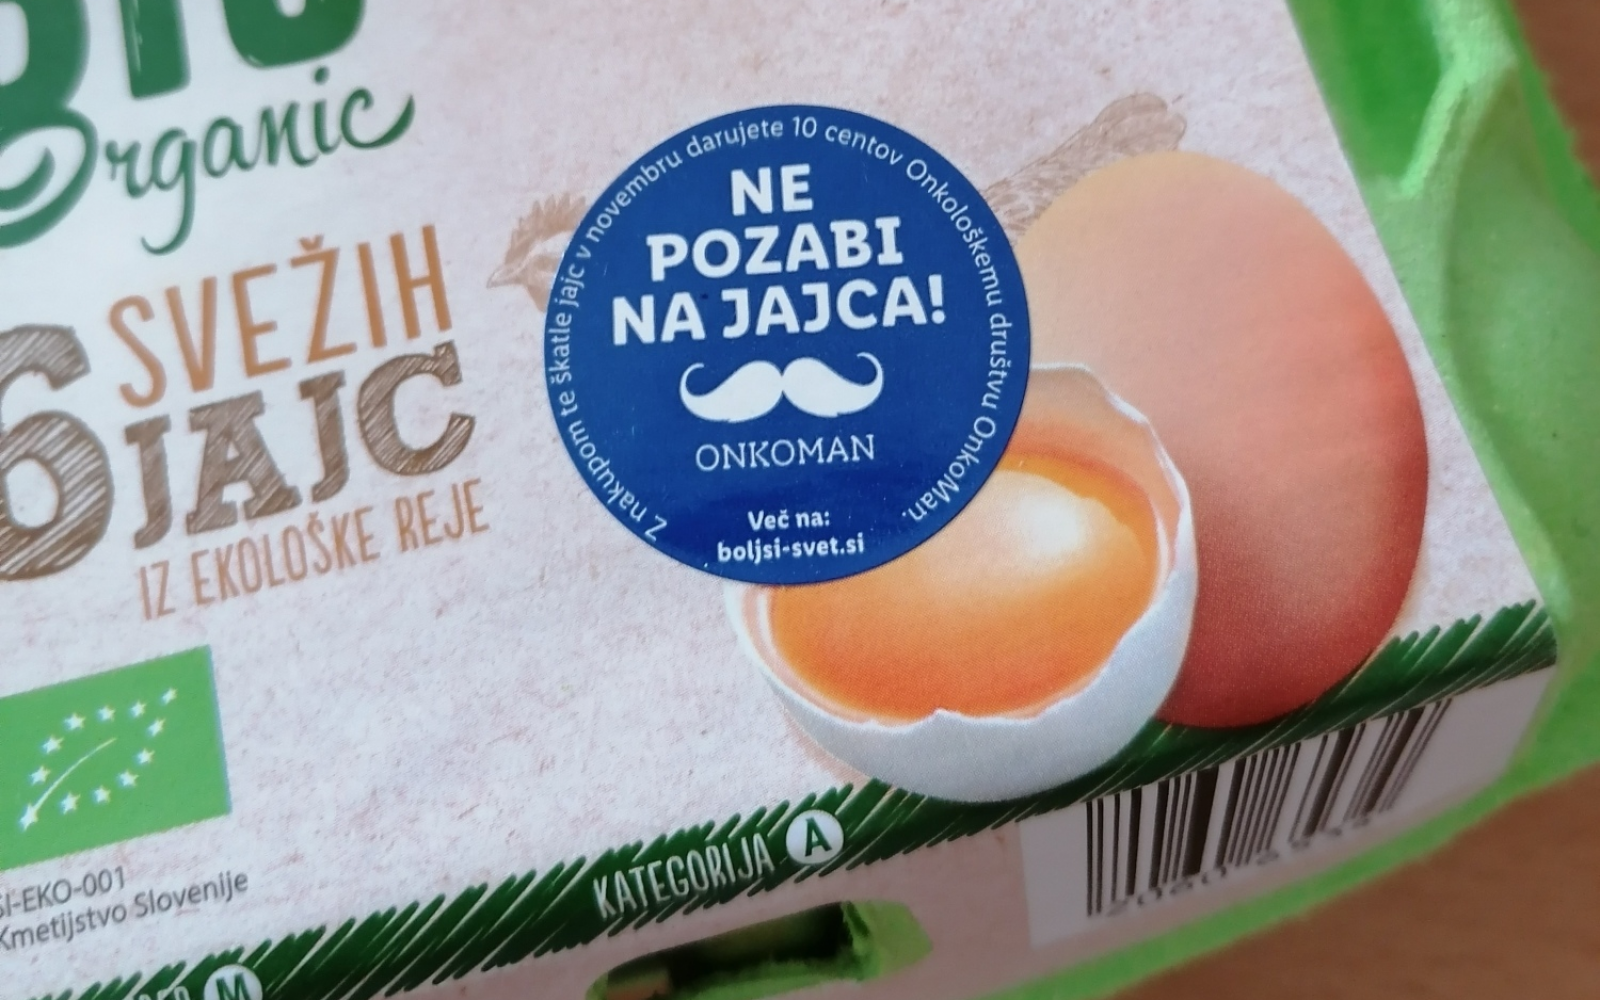 Organic
6
SVEŽIH
JAJC
IZ EKOLOŠKE REJE
Z nakupom te škatle jajc v novembru darujete 10 centov Onkološkemu društvu OnkoMan.
NE
POZABI
NA JAJCA!
ONKOMAN
Več na:
boljsi-svet.si
SI-EKO-001
Kmetijstvo Slovenije
KATEGORIJA A
M